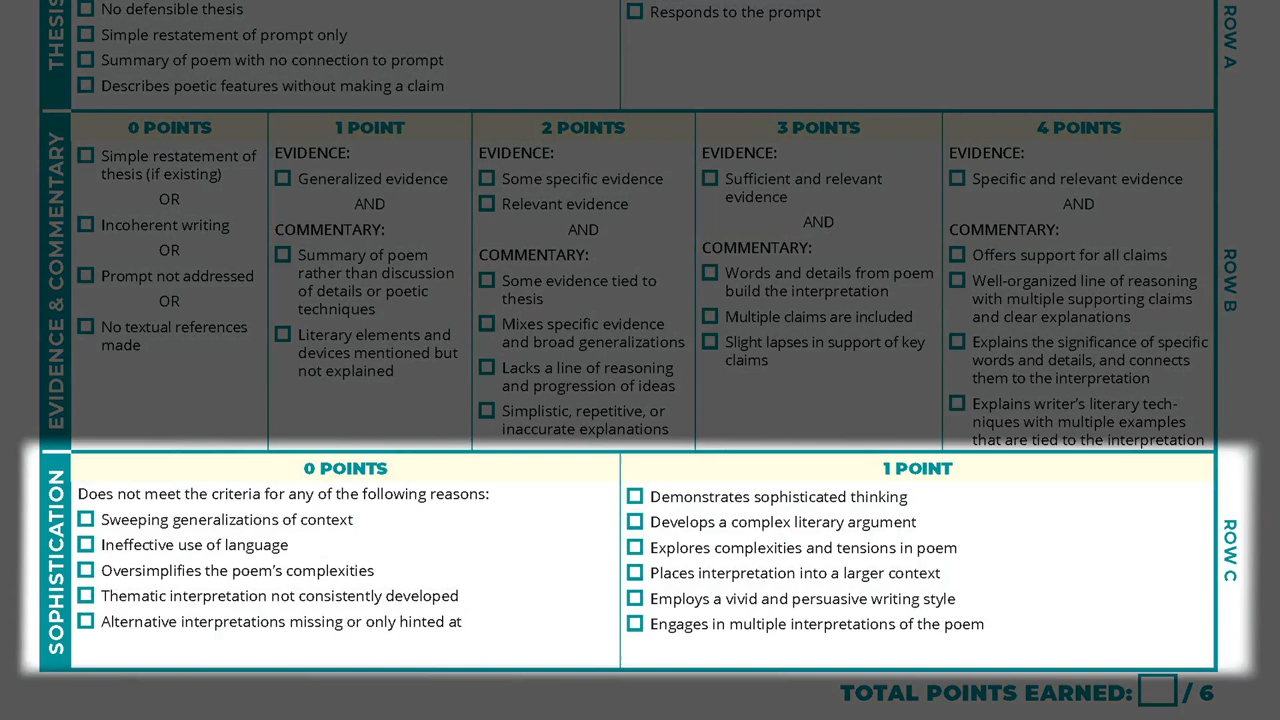 THESIS
No defensible thesis
Simple restatement of prompt only
Summary of poem with no connection to prompt
Describes poetic features without making a claim
Responds to the prompt
ROW A
EVIDENCE & COMMENTARY
0 POINTS
Simple restatement of
thesis (if existing)
OR
Incoherent writing
OR
Prompt not addressed
OR
No textual references
made
1 POINT
EVIDENCE:
Generalized evidence
AND
COMMENTARY:
Summary of poem
rather than discussion
of details or poetic
techniques
Literary elements and
devices mentioned but
not explained
2 POINTS
EVIDENCE:
Some specific evidence
Relevant evidence
AND
COMMENTARY:
Some evidence tied to
thesis
Mixes specific evidence
and broad generalizations
Lacks a line of reasoning
and progression of ideas
Simplistic, repetitive, or
inaccurate explanations
3 POINTS
EVIDENCE:
Sufficient and relevant
evidence
AND
COMMENTARY:
Words and details from poem
build the interpretation
Multiple claims are included
Slight lapses in support of key
claims
4 POINTS
EVIDENCE:
Specific and relevant evidence
AND
COMMENTARY:
Offers support for all claims
Well-organized line of reasoning
with multiple supporting claims
and clear explanations
Explains the significance of specific
words and details, and connects
them to the interpretation
Explains writer's literary tech-
niques with multiple examples
that are tied to the interpretation
ROW B
SOPHISTICATION
0 POINTS
Does not meet the criteria for any of the following reasons:
Sweeping generalizations of context
Ineffective use of language
Oversimplifies the poem's complexities
Thematic interpretation not consistently developed
Alternative interpretations missing or only hinted at
1 POINT
Demonstrates sophisticated thinking
Develops a complex literary argument
Explores complexities and tensions in poem
Places interpretation into a larger context
Employs a vivid and persuasive writing style
Engages in multiple interpretations of the poem
ROW C
TOTAL POINTS EARNED: / 6